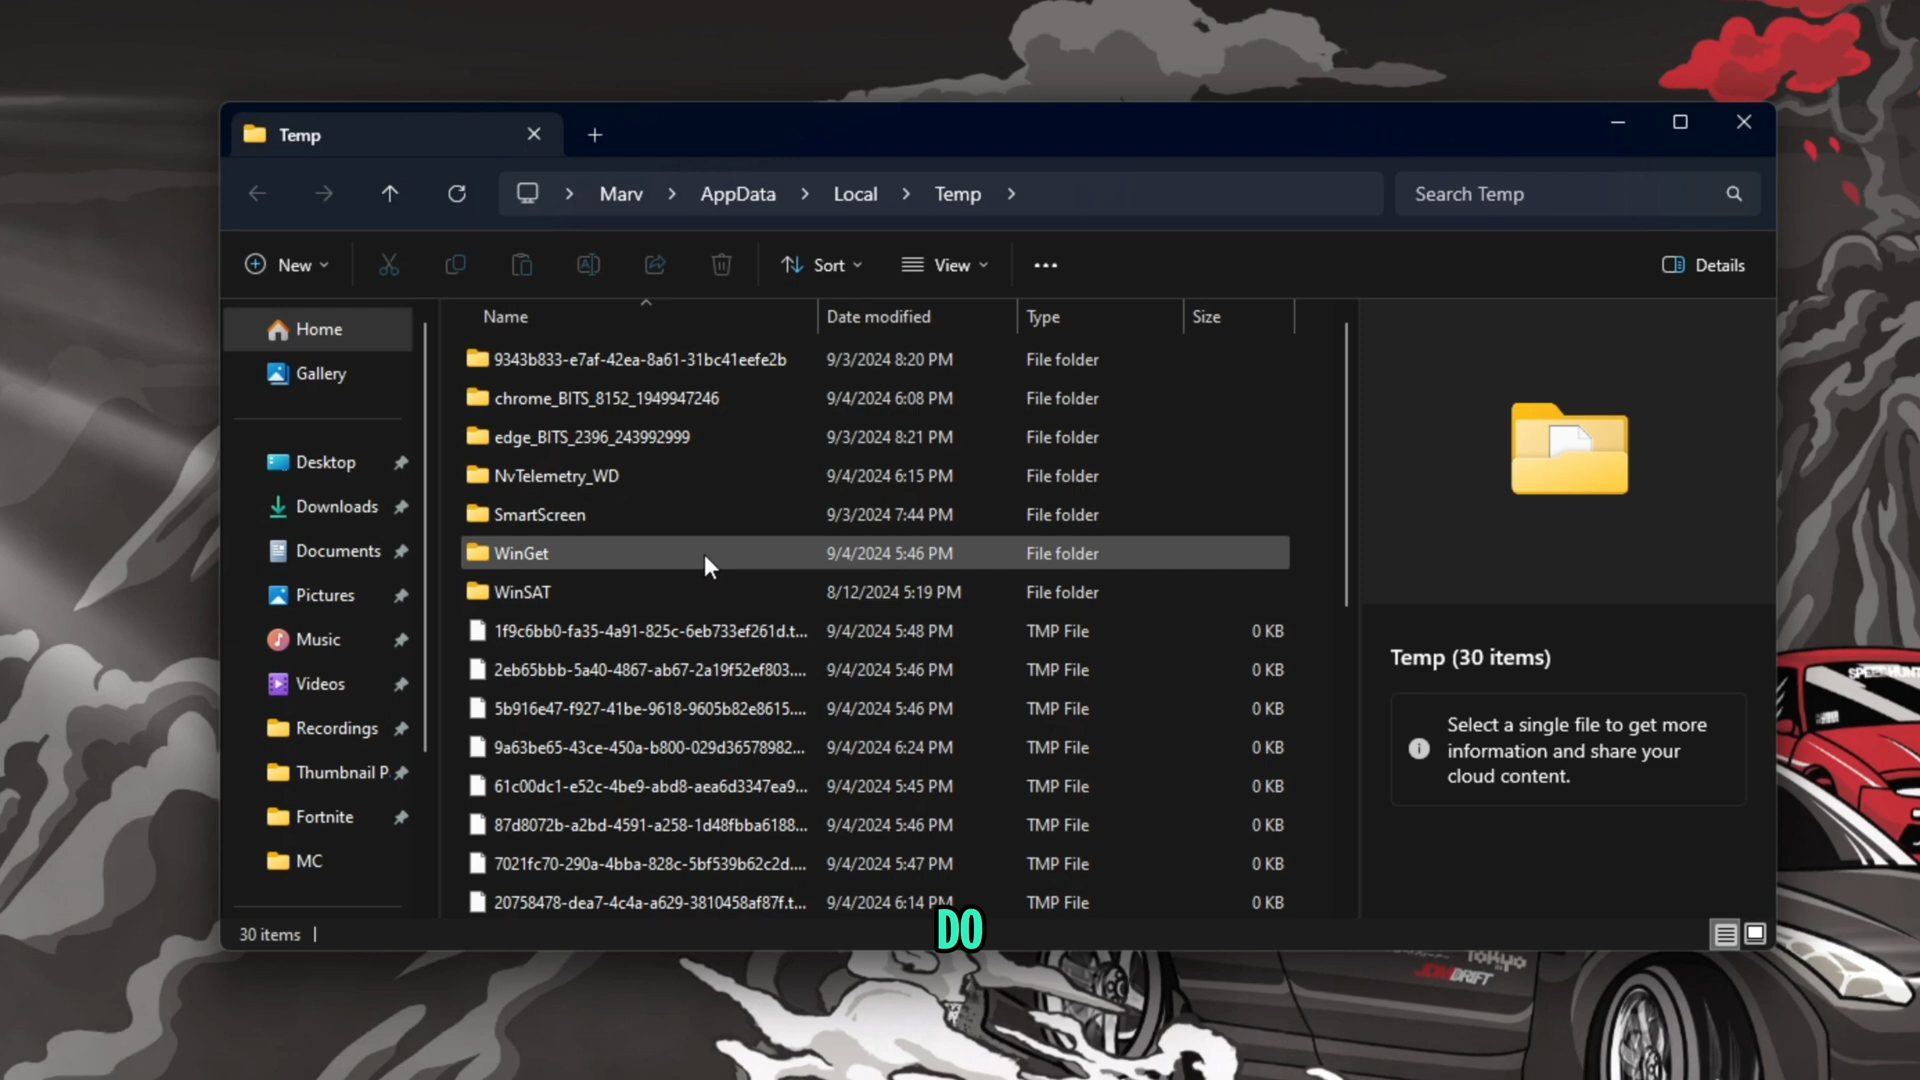 Temp
Marv > AppData > Local > Temp >
Search Temp
New
Sort
View
Details
Name
Date modified
Type
Size
Home
Gallery
Desktop
Downloads
Documents
Pictures
Music
Videos
Recordings
Thumbnail P
Fortnite
MC
9343b833-e7af-42ea-8a61-31bc41eefe2b 9/3/2024 8:20 PM File folder
chrome_BITS_8152_1949947246 9/4/2024 6:08 PM File folder
edge_BITS_2396_243992999 9/3/2024 8:21 PM File folder
NvTelemetry_WD 9/4/2024 6:15 PM File folder
SmartScreen 9/3/2024 7:44 PM File folder
WinGet 9/4/2024 5:46 PM File folder
WinSAT 8/12/2024 5:19 PM File folder
1f9c6bb0-fa35-4a91-825c-6eb733ef261d.t... 9/4/2024 5:48 PM TMP File 0 KB
2eb65bbb-5a40-4867-ab67-2a19f52ef803.... 9/4/2024 5:46 PM TMP File 0 KB
5b916e47-f927-41be-9618-9605b82e8615.... 9/4/2024 5:46 PM TMP File 0 KB
9a63be65-43ce-450a-b800-029d36578982... 9/4/2024 6:24 PM TMP File 0 KB
61c00dc1-e52c-4be9-abd8-aea6d3347ea9... 9/4/2024 5:45 PM TMP File 0 KB
87d8072b-a2bd-4591-a258-1d48fbba6188... 9/4/2024 5:46 PM TMP File 0 KB
7021fc70-290a-4bba-828c-5bf539b62c2d.... 9/4/2024 5:47 PM TMP File 0 KB
20758478-dea7-4c4a-a629-3810458af87f.t... 9/4/2024 6:14 PM TMP File 0 KB
Temp (30 items)
Select a single file to get more
information and share your
cloud content.
30 items
DO
TOKYO
JDMDRIFT